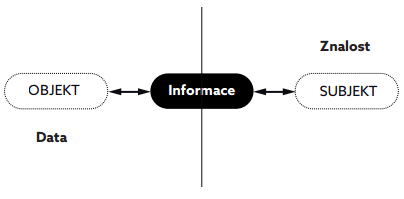 Znalost
OBJEKT
Informace
SUBJEKT
Data